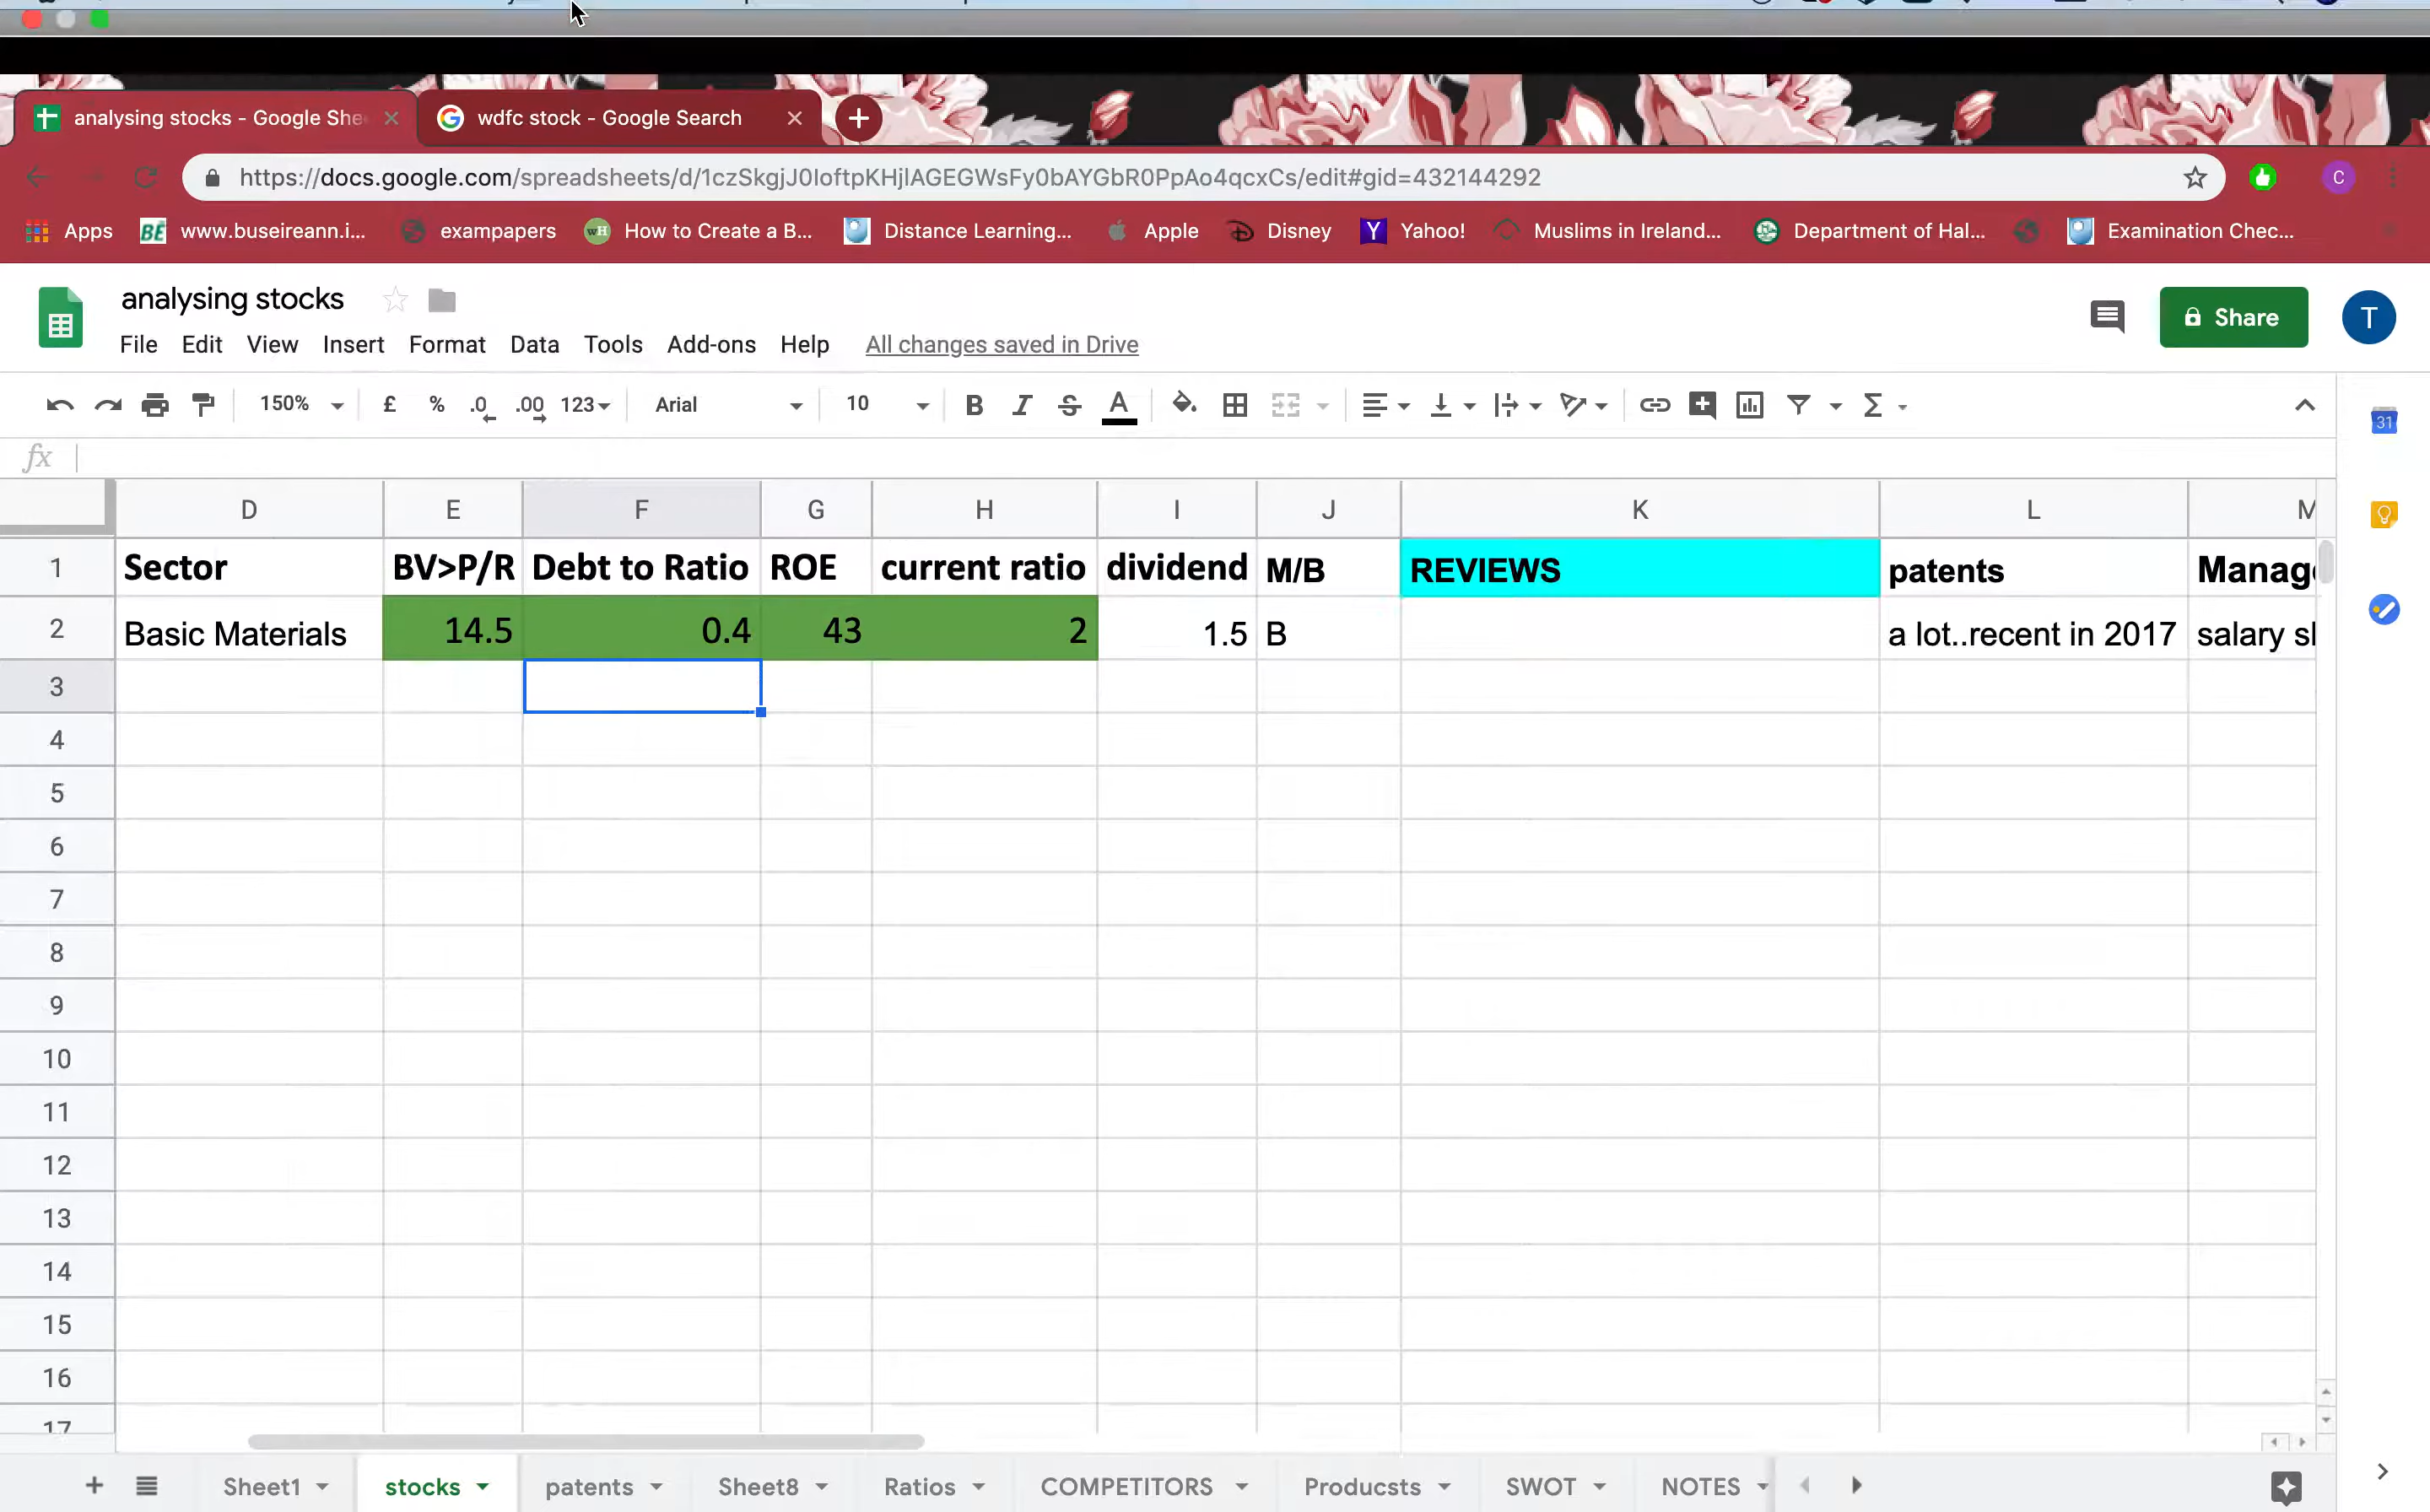 analysing stocks - Google She
wdfc stock - Google Search
https://docs.google.com/spreadsheets/d/1czSkgjJ0IoftpKHjlAGEGWsFy0bAYGbR0PpAo4qcxCs/edit#gid=432144292
C
Apps www.buseireann.i... exampapers How to Create a B... Distance Learning... Apple Disney Yahoo! Muslims in Ireland... Department of Hal... Examination Chec...
analysing stocks
Share
T
File Edit View Insert Format Data Tools Add-ons Help All changes saved in Drive
150% £ % .0 .00 123 Arial 10 B I S A Σ
31
fx
D E F G H I J K L M
1 Sector BV>P/R Debt to Ratio ROE current ratio dividend M/B REVIEWS patents Manag
2 Basic Materials 14.5 0.4 43 2 1.5 B a lot..recent in 2017 salary sl
3
4
5
6
7
8
9
10
11
12
13
14
15
16
17
+ Sheet1 stocks patents Sheet8 Ratios COMPETITORS Producsts SWOT NOTES